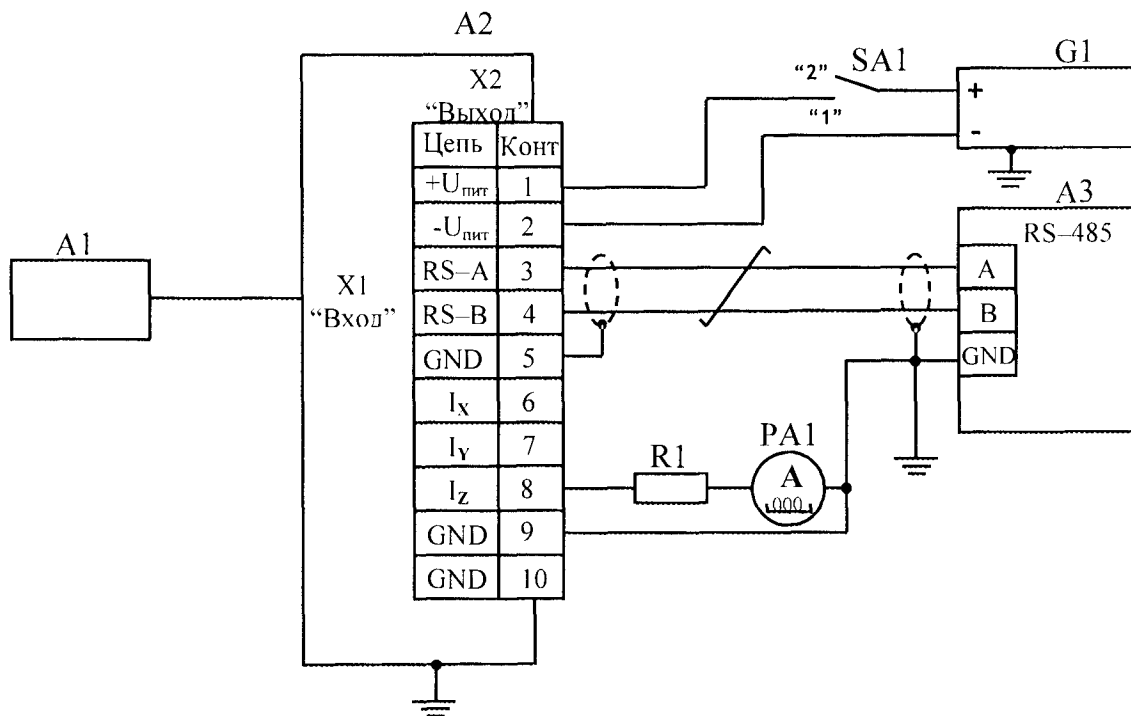 A2
X2
“Выход”
Цепь Конт
+Uпит 1
-Uпит 2
RS–A 3
RS–B 4
GND 5
IX 6
IY 7
IZ 8
GND 9
GND 10
A1
X1
“Вход”
“2” SA1
“1”
G1
+
-
A3
RS–485
A
B
GND
R1
PA1
A
000